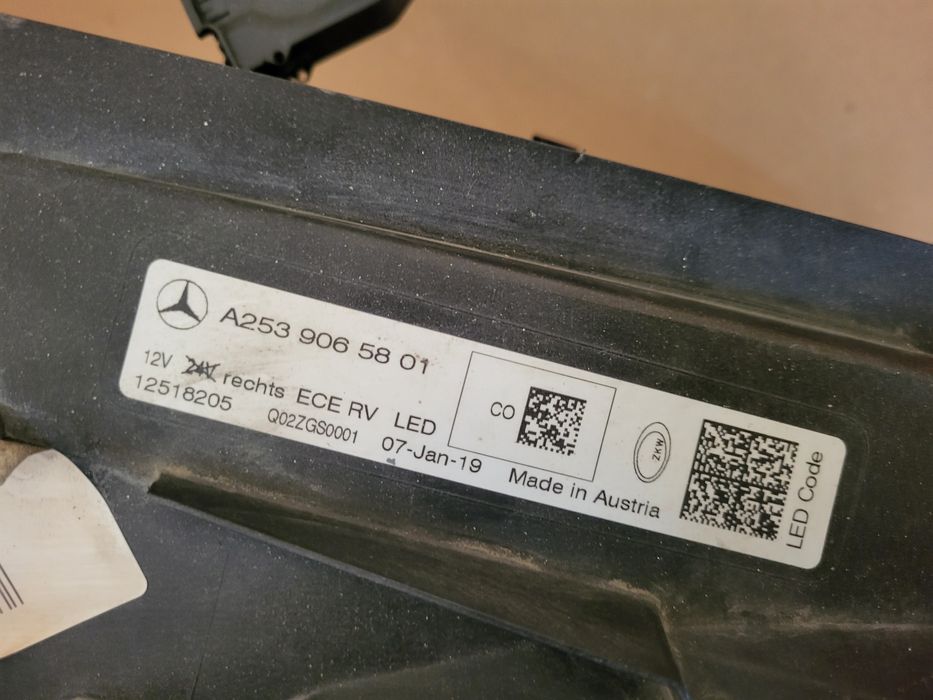 A253 906 58 01
12V 24V rechts ECE RV LED
12518205 Q02ZGS0001 07-Jan-19 Made in Austria
CO
ZKW
LED Code